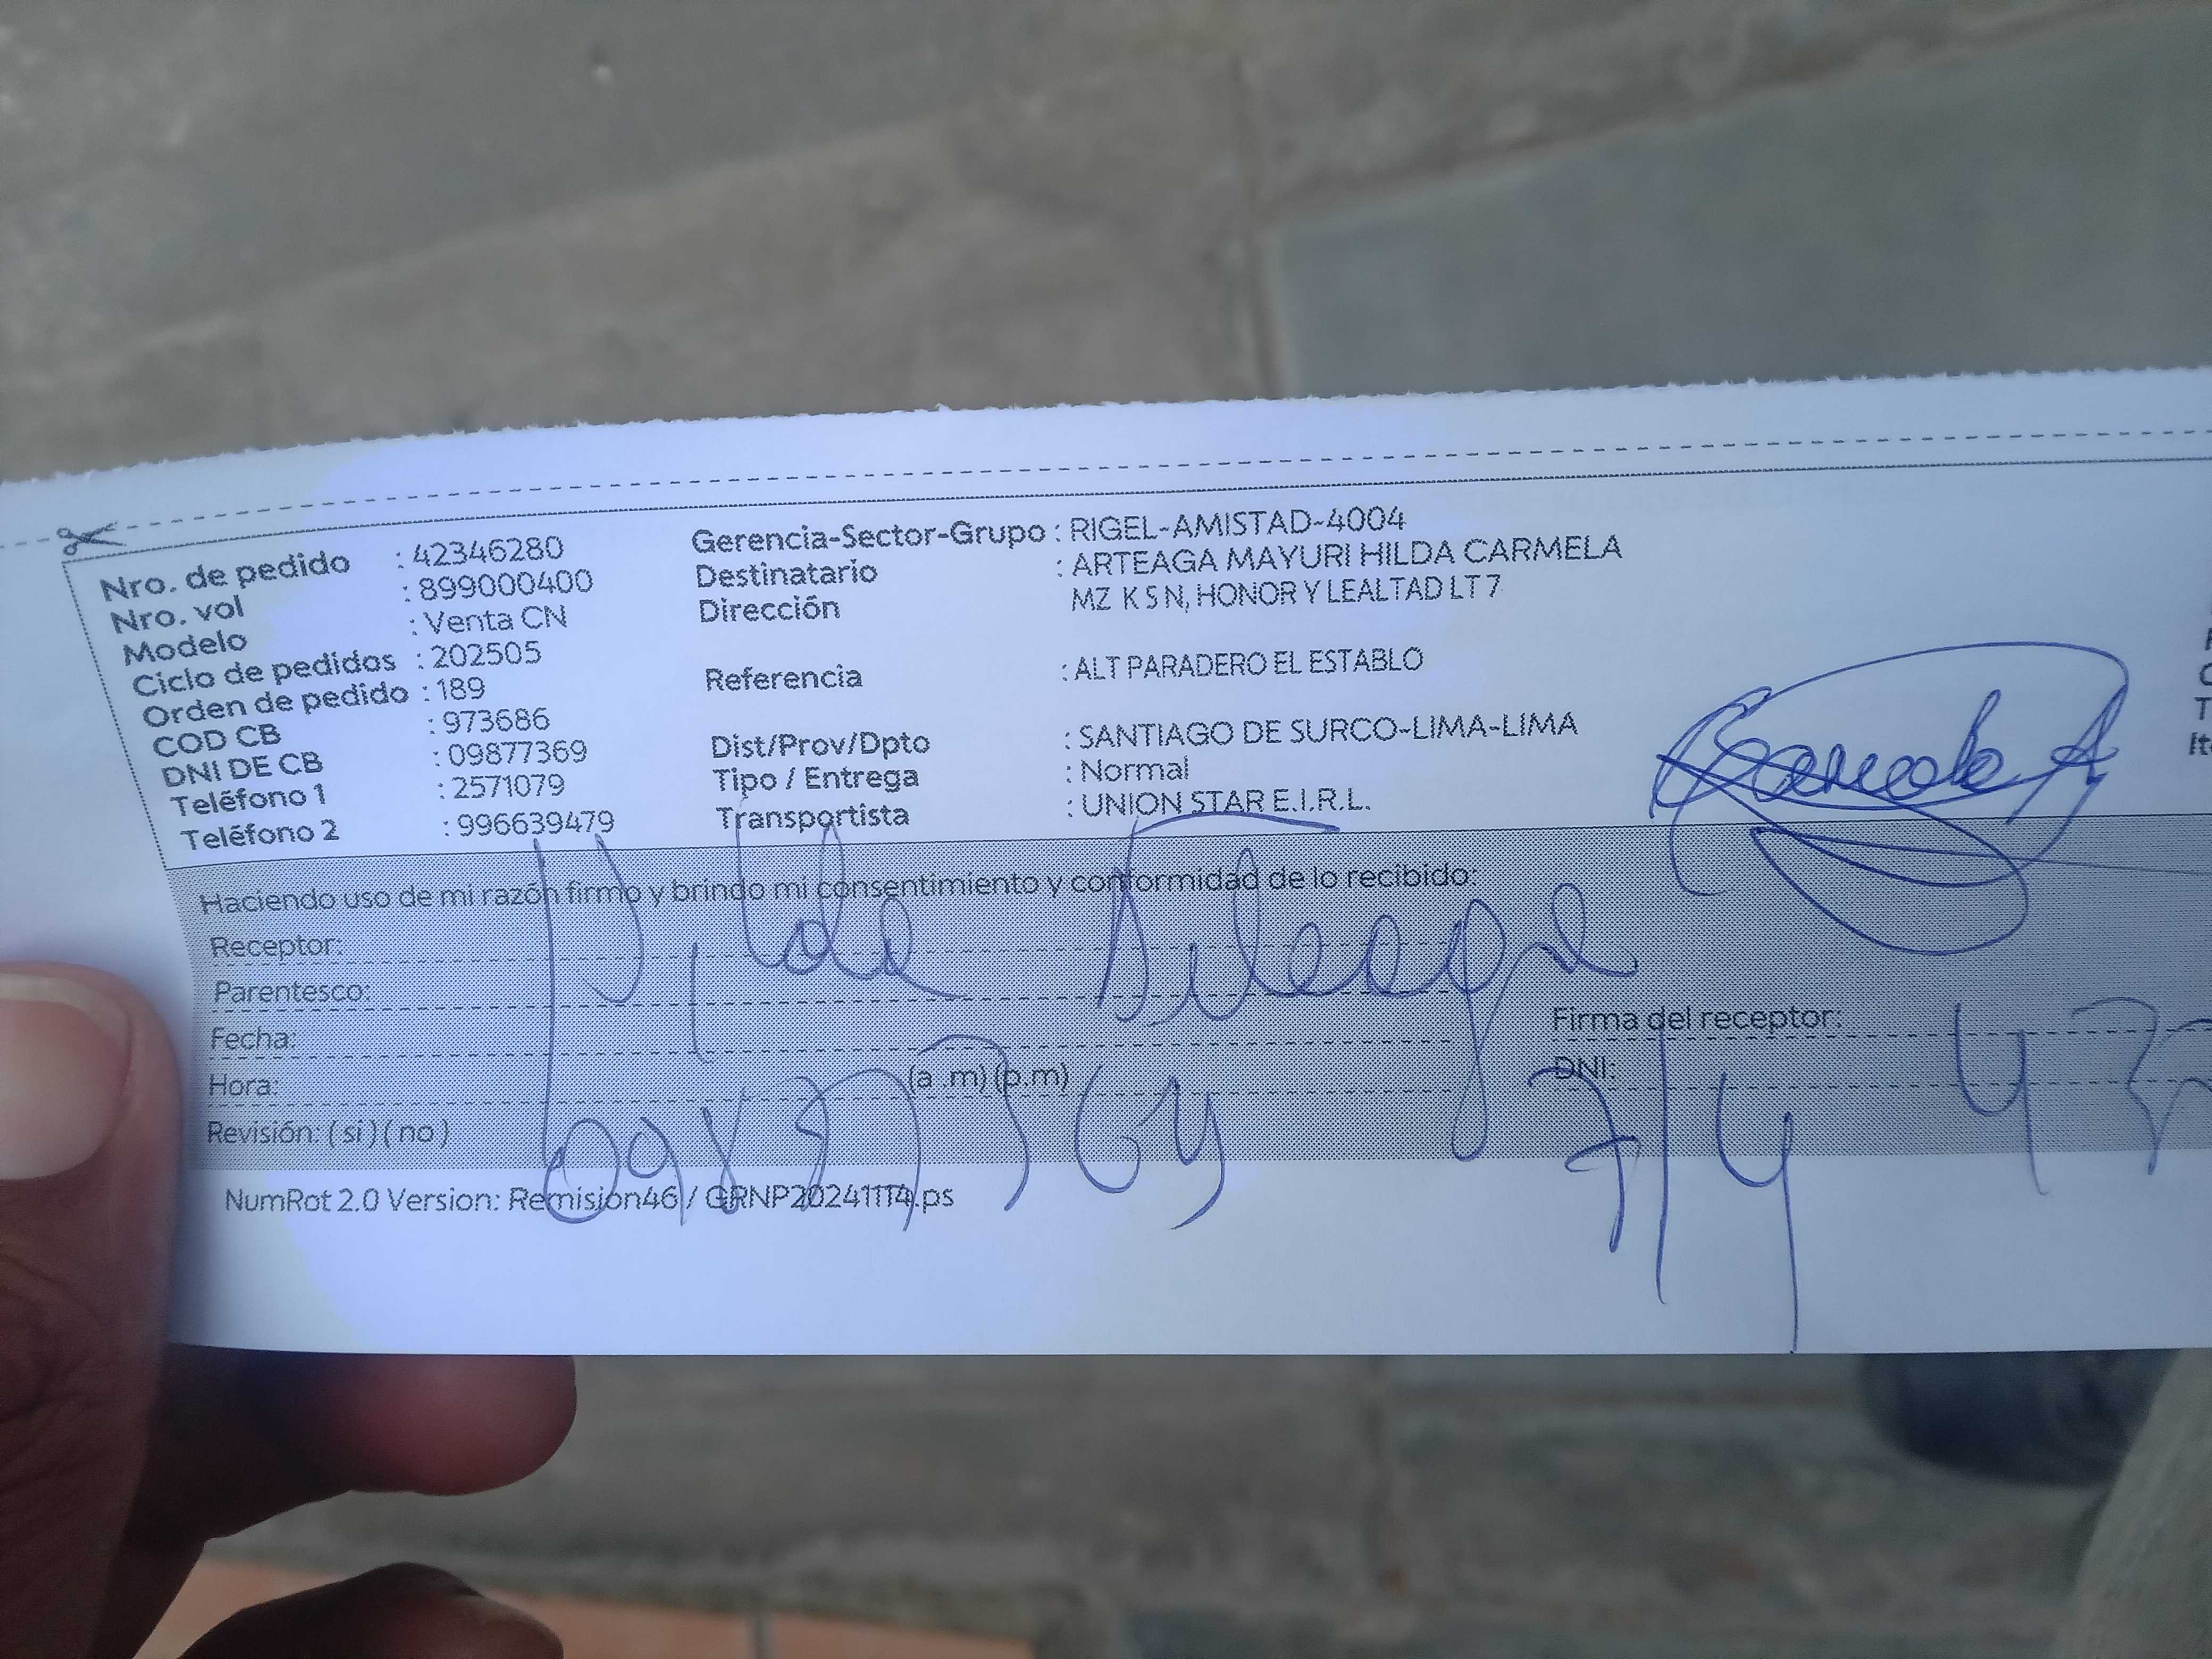 Nro. de pedido : 42346280
Nro. vol : 899000400
Modelo : Venta CN
Ciclo de pedidos : 202505
Orden de pedido : 189
COD CB : 973686
DNI DE CB : 09877369
Teléfono 1 : 2571079
Teléfono 2 : 996639479
Gerencia-Sector-Grupo : RIGEL-AMISTAD-4004
Destinatario : ARTEAGA MAYURI HILDA CARMELA
Dirección MZ K S N, HONOR Y LEALTAD LT 7
Referencia : ALT PARADERO EL ESTABLO
Dist/Prov/Dpto : SANTIAGO DE SURCO-LIMA-LIMA
Tipo / Entrega : Normal
Transportista : UNION STAR E.I.R.L.
Haciendo uso de mi razón firmo y brindo mi consentimiento y conformidad de lo recibido:
Receptor: Hilda Arteaga
Parentesco:
Fecha:
Hora: (a .m) (p.m)
Revisión: ( si ) ( no )
Firma del receptor:
DNI:
7/4
NumRot 2.0 Version: Remision46 / GRNP20241114.ps